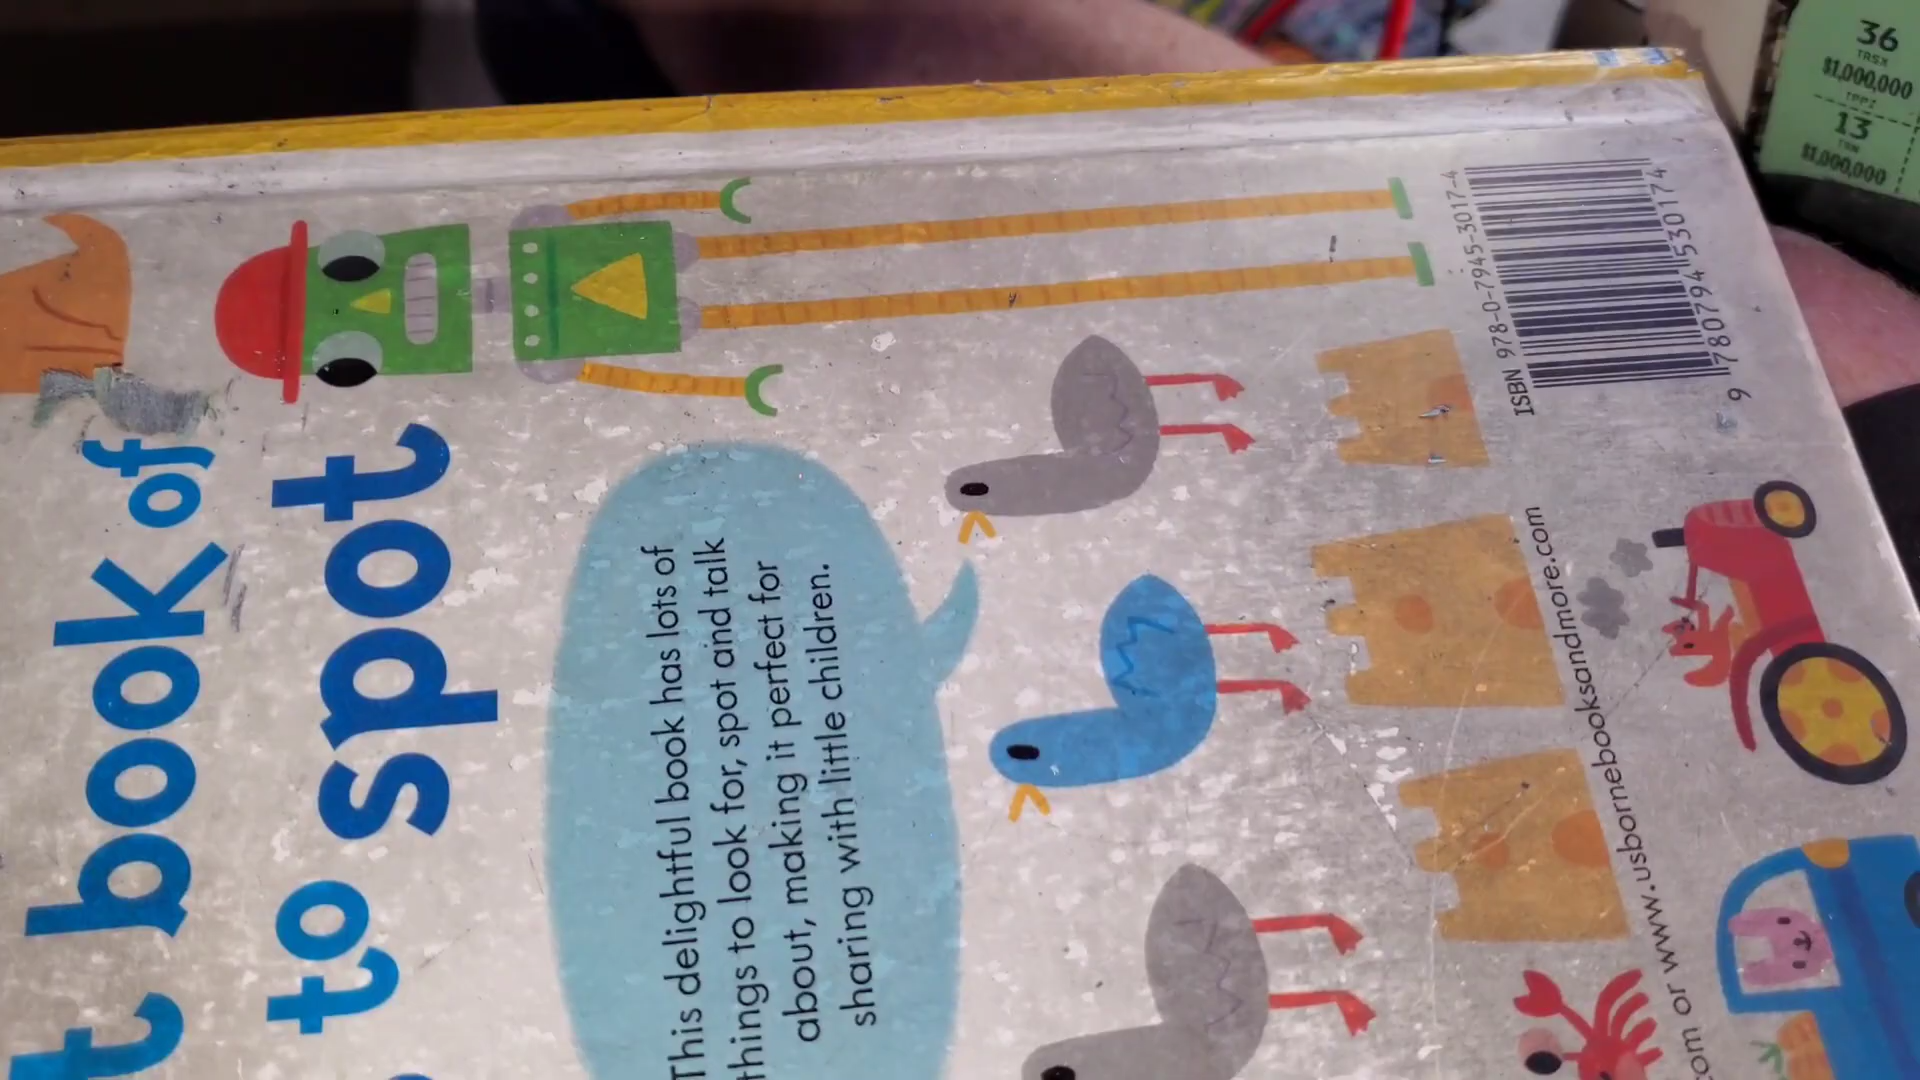 t book of
to spot
This delightful book has lots of
things to look for, spot and talk
about, making it perfect for
sharing with little children.
ISBN 978-0-7945-3017-4
9 780794 530174
com or www.usbornebooksandmore.com
36
TRSX
$1,000,000
13
$1,000,000